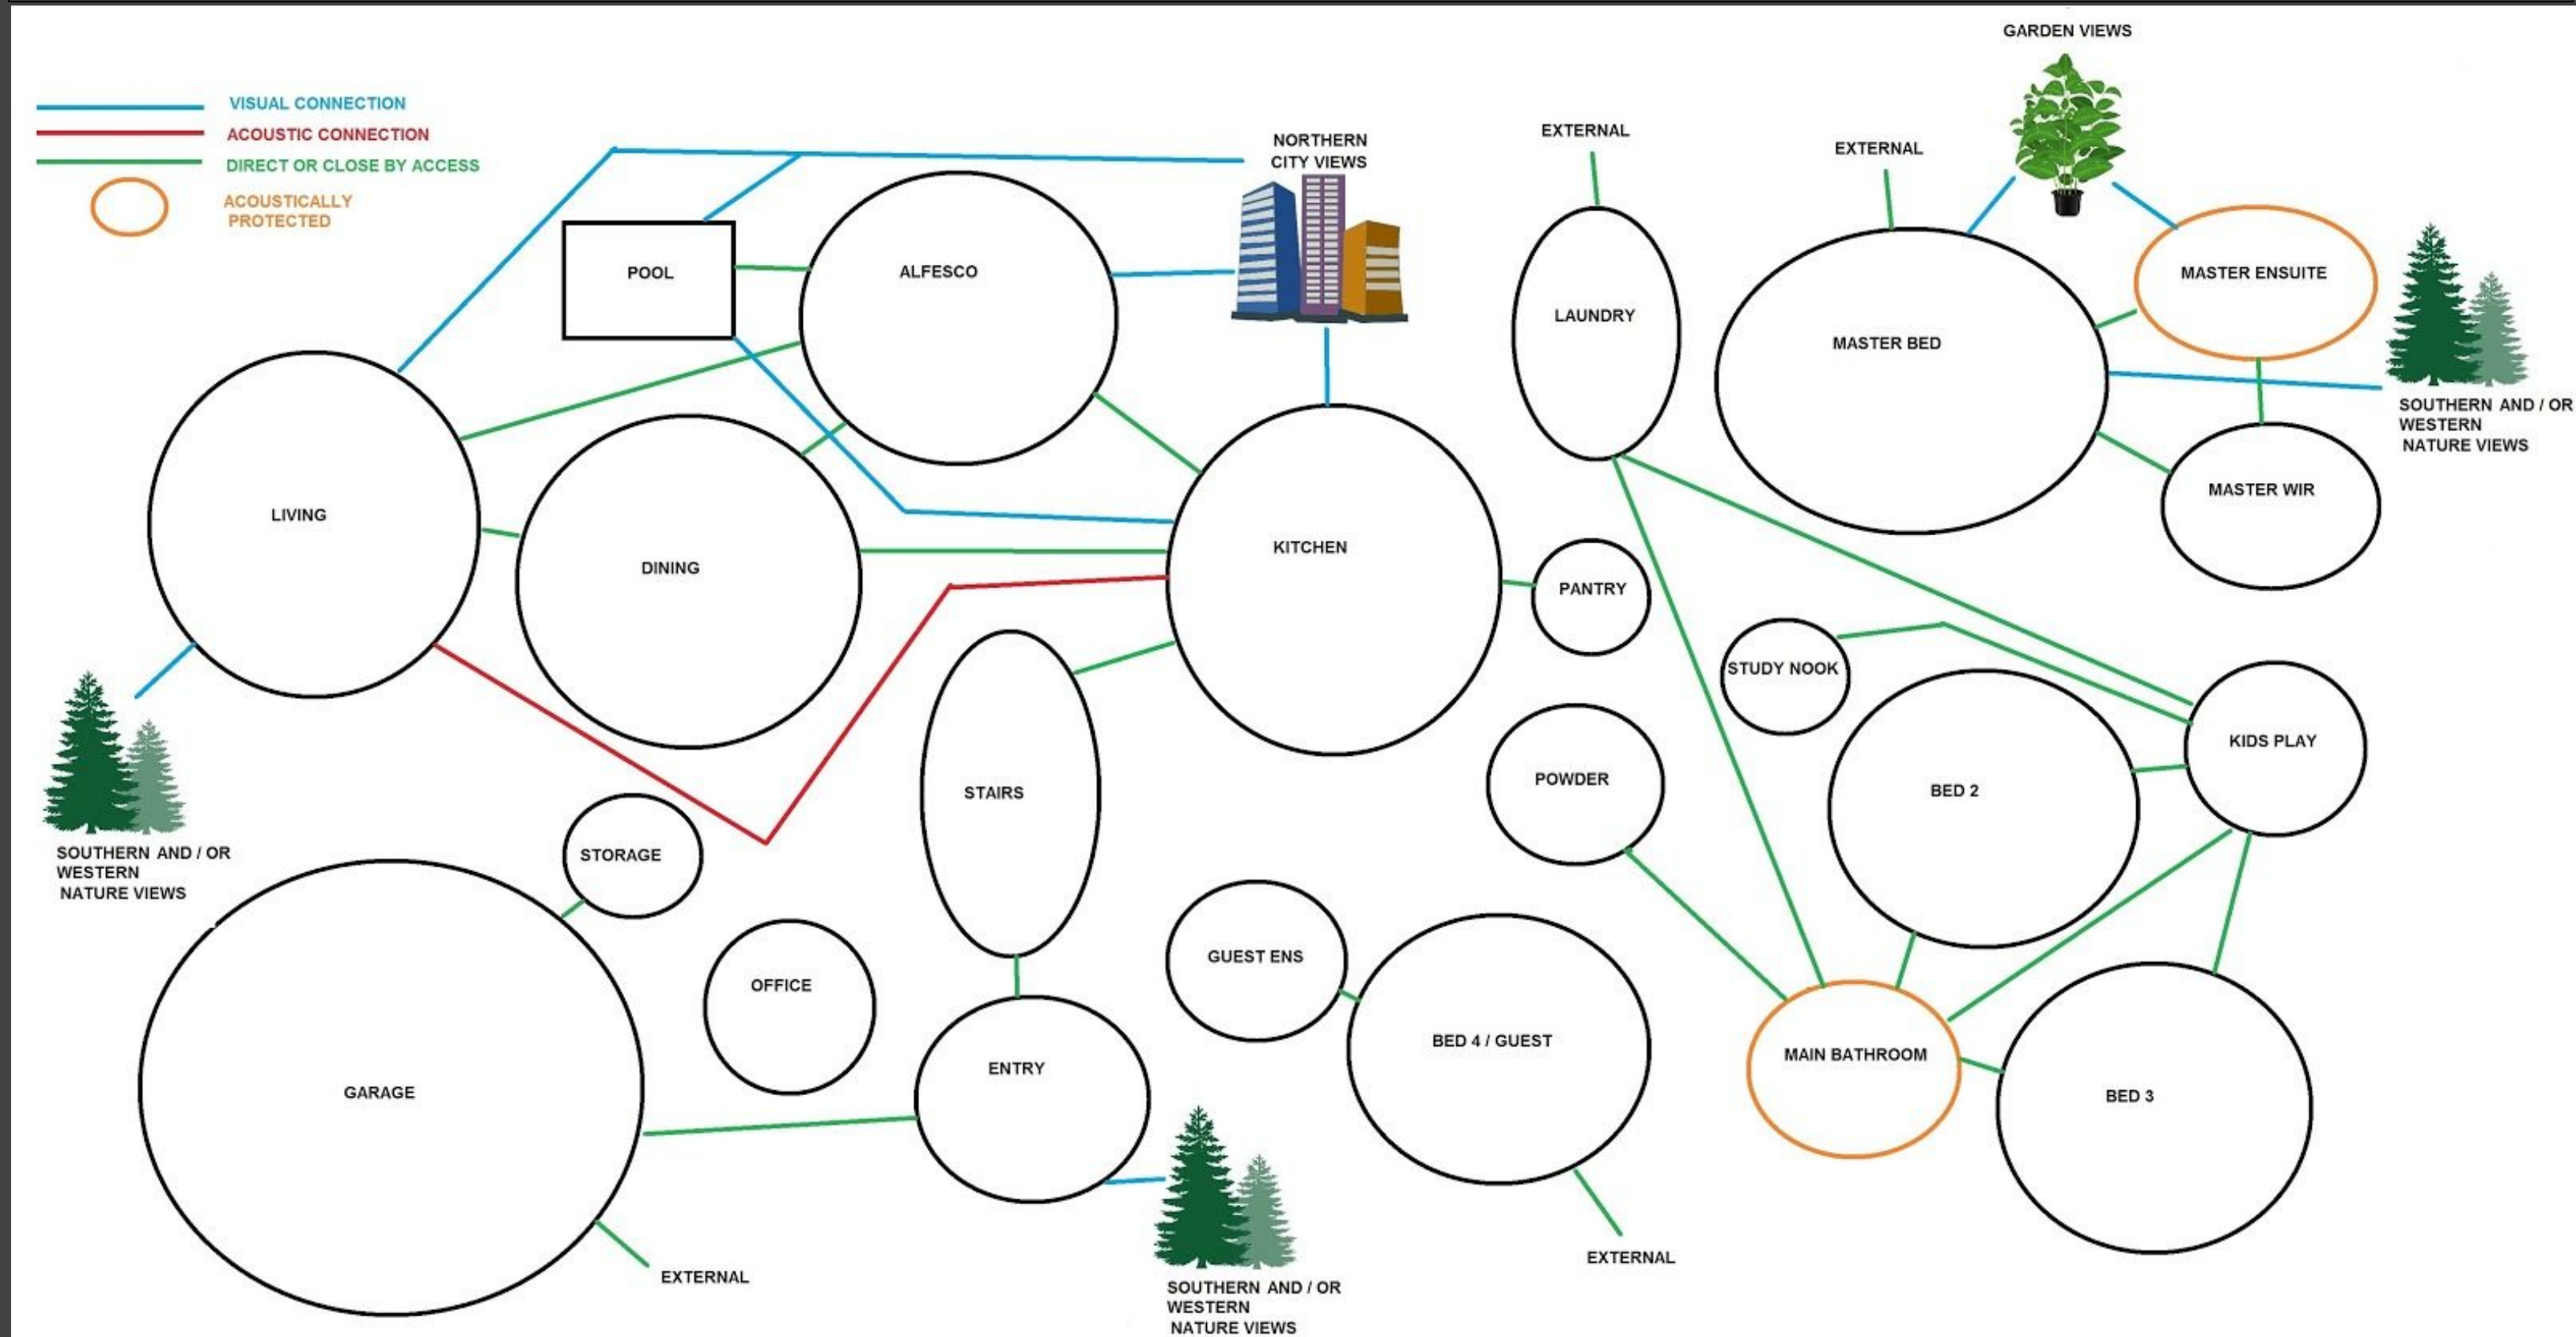 GARDEN VIEWS
VISUAL CONNECTION
ACOUSTIC CONNECTION
DIRECT OR CLOSE BY ACCESS
ACOUSTICALLY
PROTECTED
NORTHERN
CITY VIEWS
EXTERNAL
EXTERNAL
POOL
ALFESCO
LAUNDRY
MASTER BED
MASTER ENSUITE
SOUTHERN AND / OR
WESTERN
NATURE VIEWS
MASTER WIR
LIVING
DINING
KITCHEN
PANTRY
STUDY NOOK
KIDS PLAY
POWDER
BED 2
STAIRS
STORAGE
SOUTHERN AND / OR
WESTERN
NATURE VIEWS
OFFICE
GUEST ENS
BED 4 / GUEST
MAIN BATHROOM
BED 3
GARAGE
ENTRY
EXTERNAL
EXTERNAL
SOUTHERN AND / OR
WESTERN
NATURE VIEWS